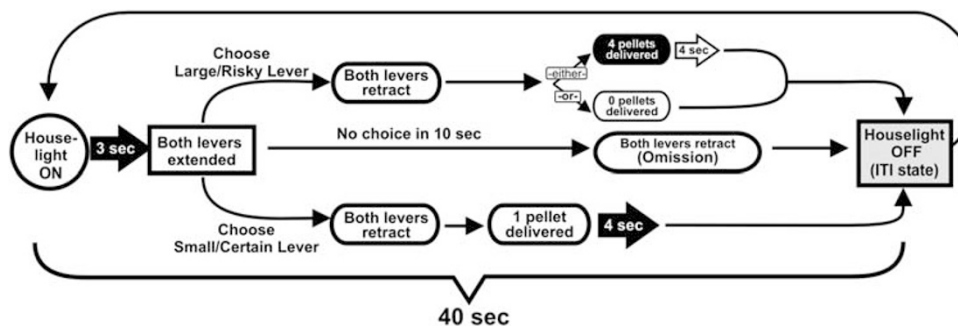 Choose
Large/Risky Lever
Both levers
retract
-either-
-or-
4 pellets
delivered
4 sec
0 pellets
delivered
House-
light
ON
3 sec
Both levers
extended
No choice in 10 sec
Both levers retract
(Omission)
Houselight
OFF
(ITI state)
Choose
Small/Certain Lever
Both levers
retract
1 pellet
delivered
4 sec
40 sec